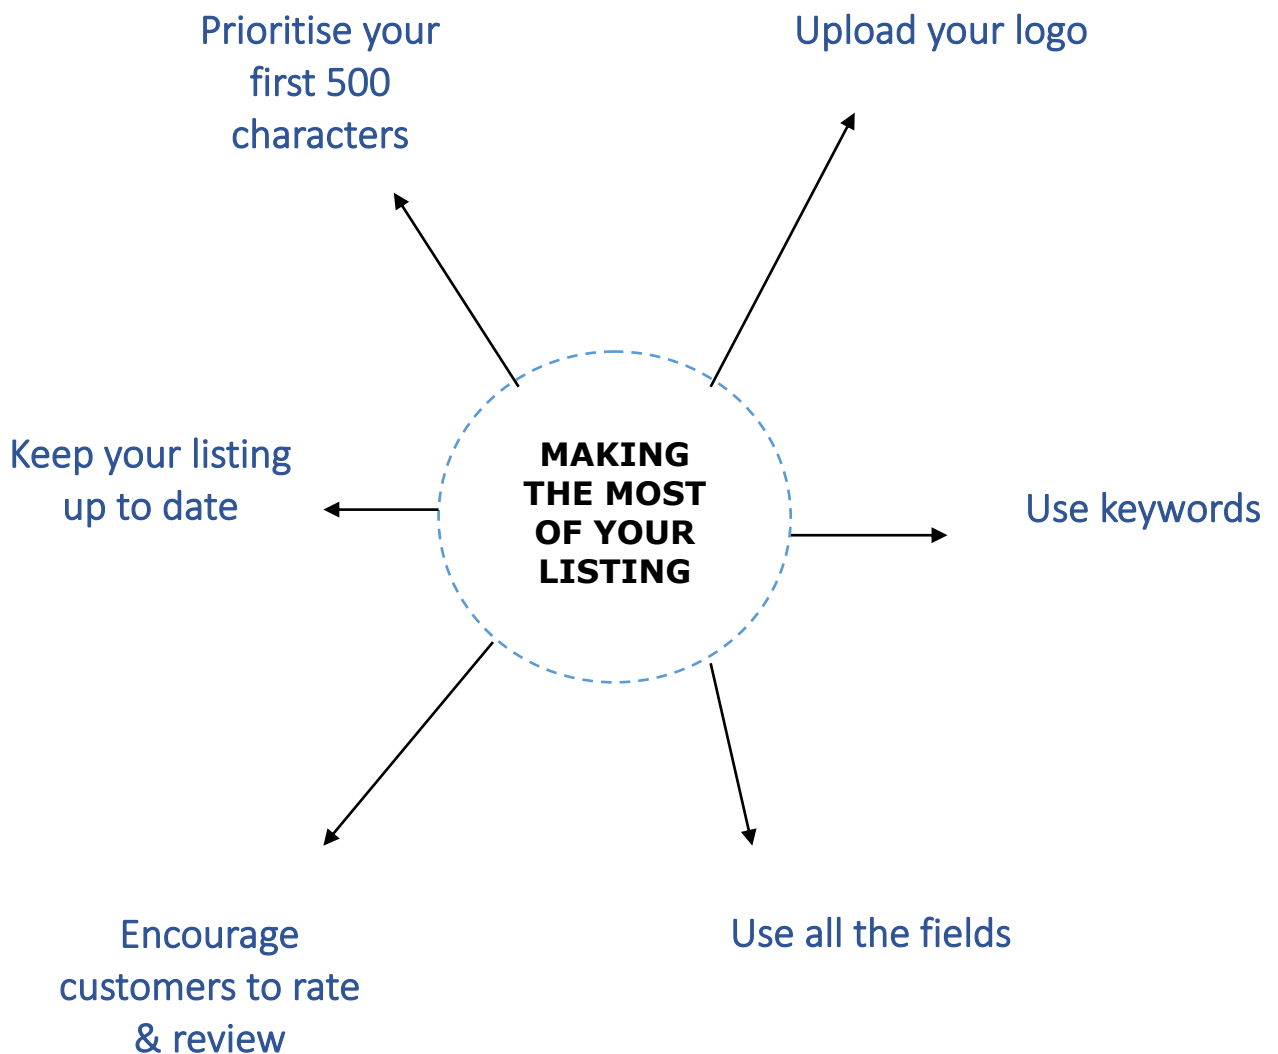 Prioritise your
first 500
characters
Upload your logo
Keep your listing
up to date
MAKING
THE MOST
OF YOUR
LISTING
Use keywords
Encourage
customers to rate
& review
Use all the fields